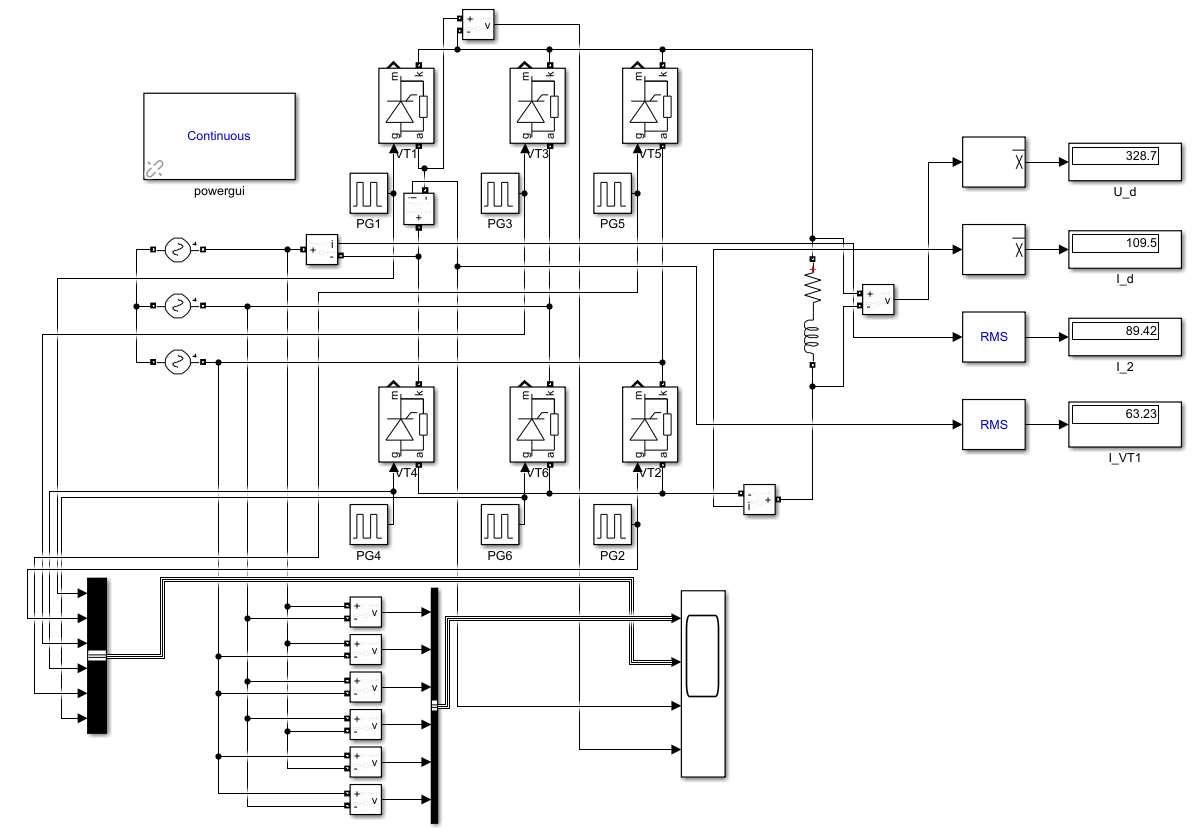 +
-
v
m
k
g
a
VT1
m
k
g
a
VT3
m
k
g
a
VT5
Continuous
powergui
PG1
PG3
PG5
i
-
+
+
i
-
X
328.7
U_d
X
109.5
I_d
+
-
v
RMS
89.42
I_2
RMS
63.23
I_VT1
m
k
g
a
VT4
m
k
g
a
VT6
m
k
g
a
VT2
-
i
+
PG4
PG6
PG2
+
-
v
+
-
v
+
-
v
+
-
v
+
-
v
+
-
v